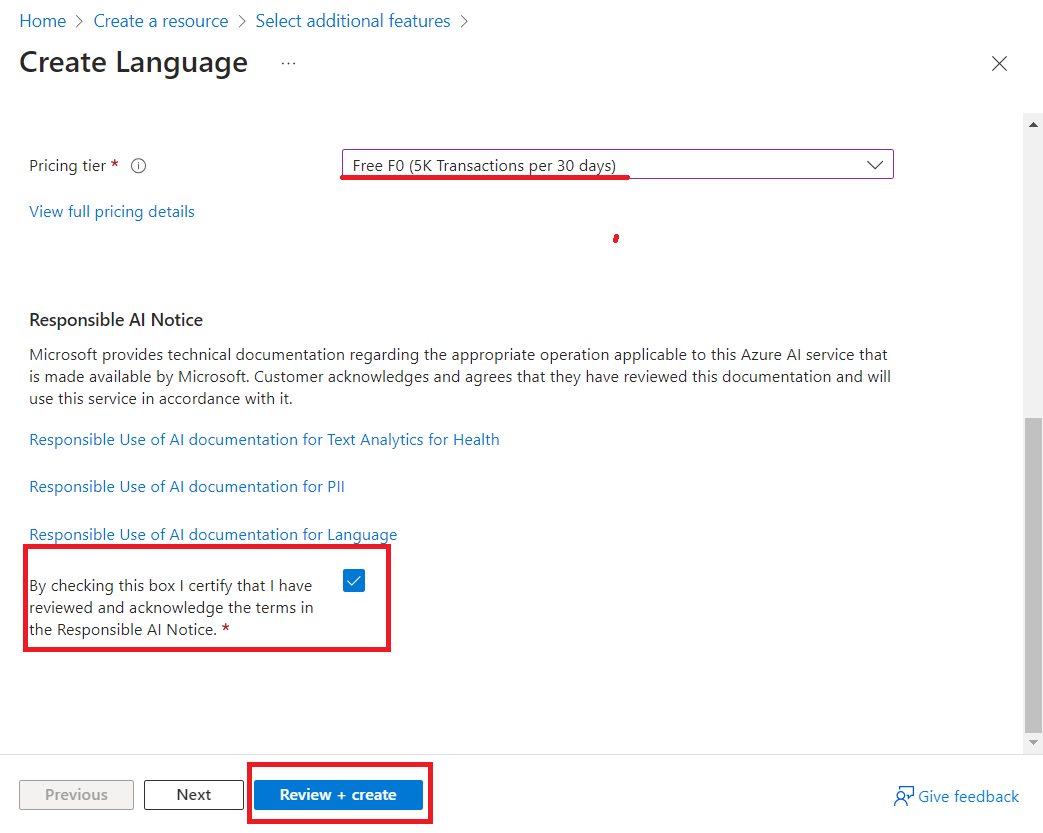 Home > Create a resource > Select additional features >
Create Language ...
Pricing tier * Free F0 (5K Transactions per 30 days)
View full pricing details
Responsible AI Notice
Microsoft provides technical documentation regarding the appropriate operation applicable to this Azure AI service that
is made available by Microsoft. Customer acknowledges and agrees that they have reviewed this documentation and will
use this service in accordance with it.
Responsible Use of AI documentation for Text Analytics for Health
Responsible Use of AI documentation for PII
Responsible Use of AI documentation for Language
By checking this box I certify that I have
reviewed and acknowledge the terms in
the Responsible AI Notice. *
Previous Next Review + create Give feedback